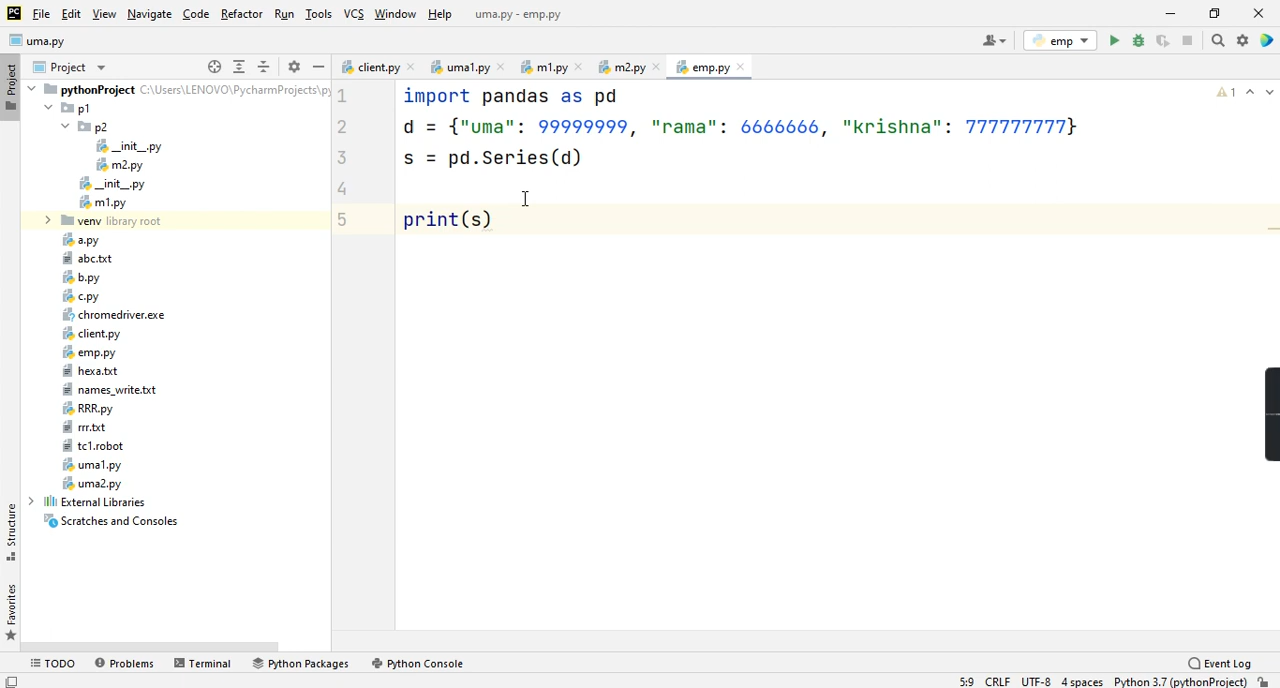 PC File Edit View Navigate Code Refactor Run Tools VCS Window Help uma.py - emp.py
uma.py
emp
Project
client.py
uma1.py
m1.py
m2.py
emp.py
Project
pythonProject C:\Users\LENOVO\PycharmProjects\py
p1
p2
__init__.py
m2.py
__init__.py
m1.py
venv library root
a.py
abc.txt
b.py
c.py
chromedriver.exe
client.py
emp.py
hexa.txt
names_write.txt
RRR.py
rrr.txt
tc1.robot
uma1.py
uma2.py
External Libraries
Scratches and Consoles
Structure
Favorites
1 import pandas as pd
2 d = {"uma": 99999999, "rama": 6666666, "krishna": 777777777}
3 s = pd.Series(d)
4
5 print(s)
1
TODO Problems Terminal Python Packages Python Console Event Log
5:9 CRLF UTF-8 4 spaces Python 3.7 (pythonProject)